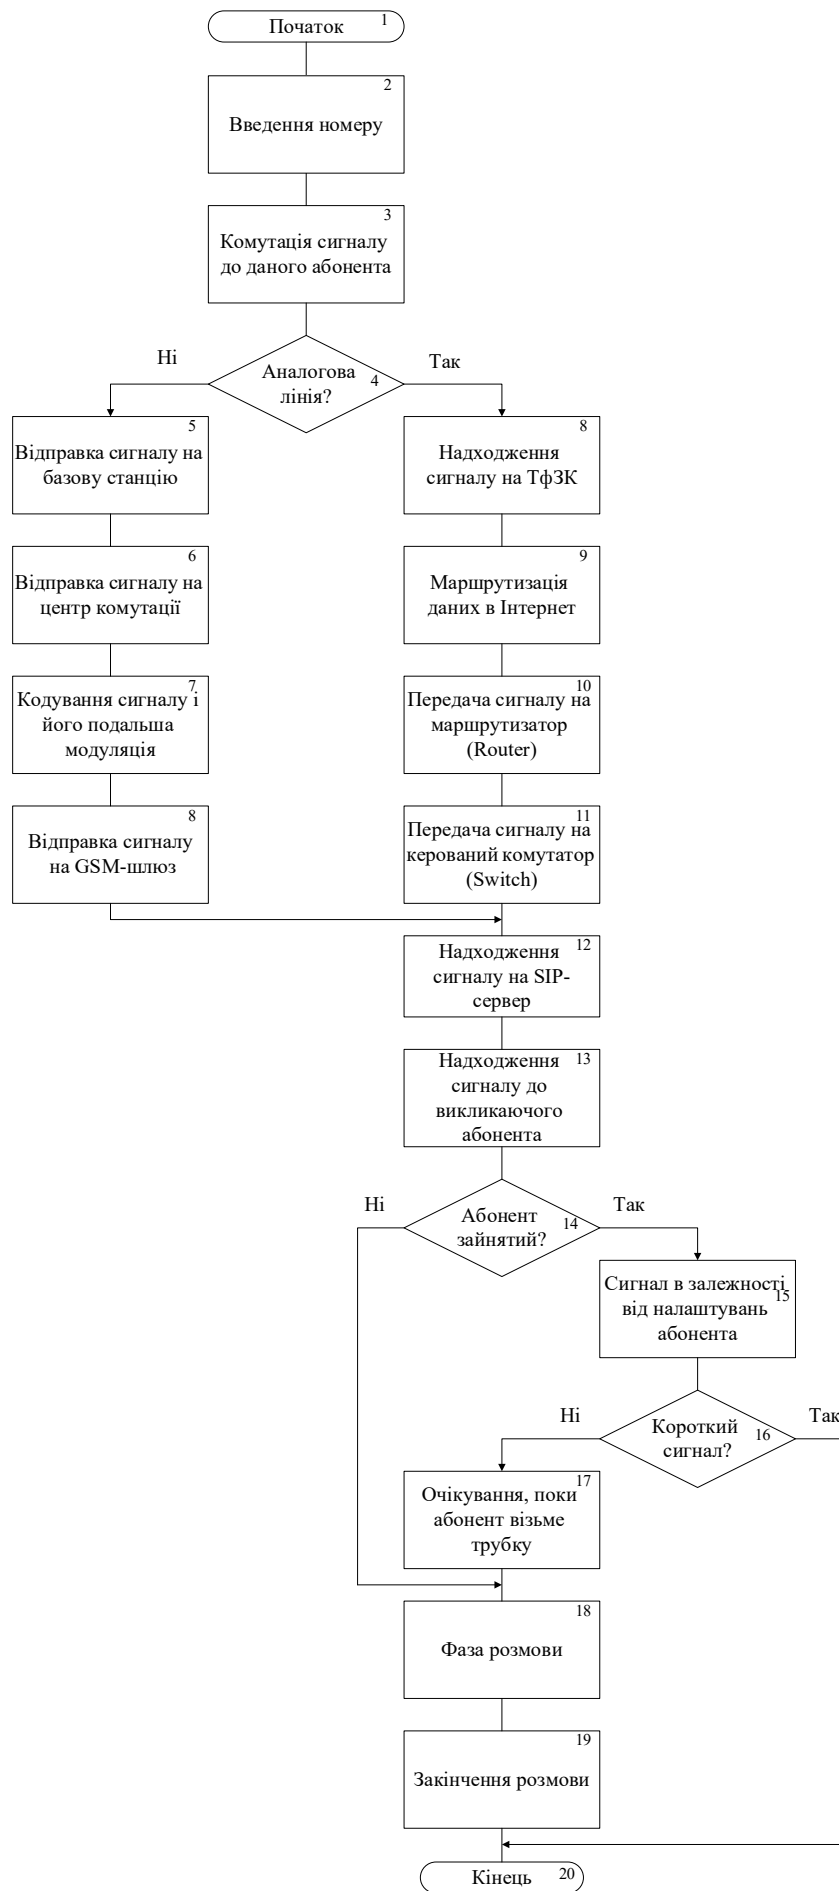 Початок
1
2
Введення номеру
3
Комутація сигналу
до даного абонента
Ні
Так
Аналогова
лінія?
4
5
Відправка сигналу на
базову станцію
8
Надходження
сигналу на ТфЗК
6
Відправка сигналу на
центр комутації
9
Маршрутизація
даних в Інтернет
7
Кодування сигналу і
його подальша
модуляція
10
Передача сигналу на
маршрутизатор
(Router)
8
Відправка сигналу
на GSM-шлюз
11
Передача сигналу на
керований комутатор
(Switch)
12
Надходження
сигналу на SIP-
сервер
13
Надходження
сигналу до
викликаючого
абонента
Ні
Так
Абонент
зайнятий?
14
Сигнал в залежності
від налаштувань
абонента
15
Ні
Так
Короткий
сигнал?
16
17
Очікування, поки
абонент візьме
трубку
18
Фаза розмови
19
Закінчення розмови
Кінець
20